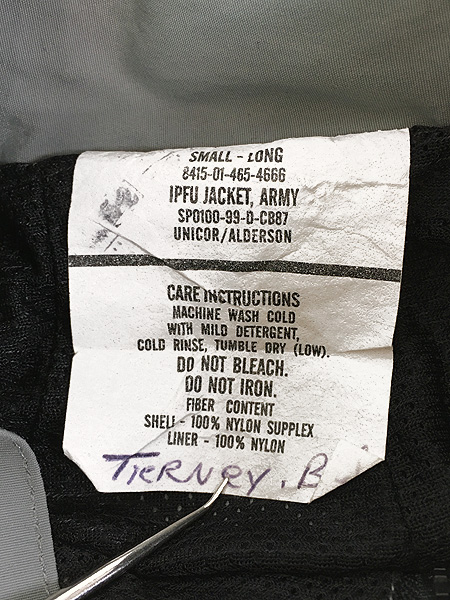 SMALL - LONG
8415-01-465-4666
IPFU JACKET, ARMY
SPO100-99-D-CB87
UNICOR/ALDERSON
CARE INSTRUCTIONS
MACHINE WASH COLD
WITH MILD DETERGENT,
COLD RINSE, TUMBLE DRY (LOW).
DO NOT BLEACH.
DO NOT IRON.
FIBER CONTENT
SHELL - 100% NYLON SUPPLEX
LINER - 100% NYLON
TIERNEY. B